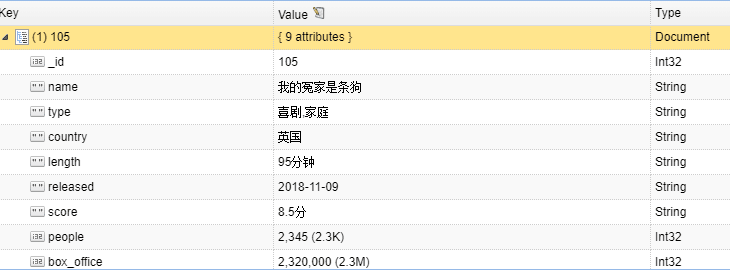 Key Value Type
(1) 105 { 9 attributes } Document
_id 105 Int32
name 我的冤家是条狗 String
type 喜剧,家庭 String
country 英国 String
length 95分钟 String
released 2018-11-09 String
score 8.5分 String
people 2,345 (2.3K) Int32
box_office 2,320,000 (2.3M) Int32